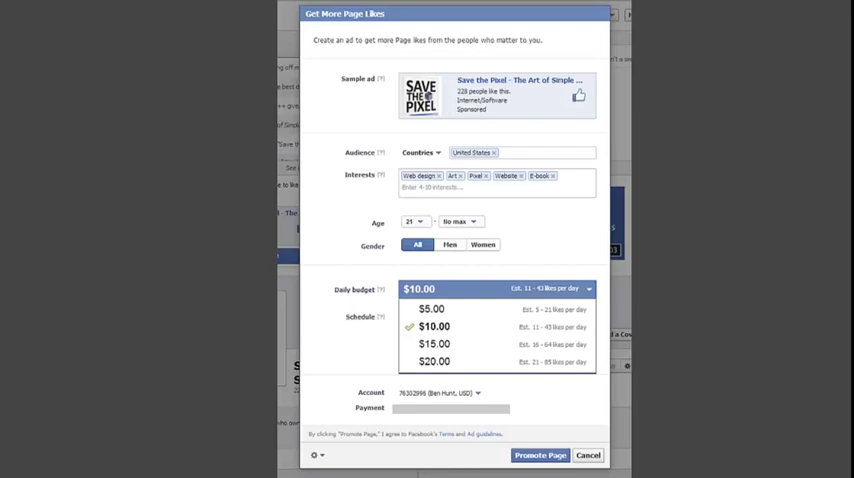 Get More Page Likes
Create an ad to get more Page likes from the people who matter to you.
Sample ad [?]
SAVE THE PIXEL
Save the Pixel - The Art of Simple ...
228 people like this.
Internet/Software
Sponsored
Audience [?] Countries United States ×
Interests [?] Web design × Art × Pixel × Website × E-book ×
Enter 4-10 interests...
Age 21 - No max
Gender All Men Women
Daily budget [?] $10.00 Est. 11 - 43 likes per day
$5.00 Est. 5 - 21 likes per day
Schedule [?]
$10.00 Est. 11 - 43 likes per day
$15.00 Est. 16 - 64 likes per day
$20.00 Est. 21 - 85 likes per day
Account 76302996 (Ben Hunt, USD)
Payment
By clicking "Promote Page," I agree to Facebook's Terms and Ad guidelines.
Promote Page Cancel